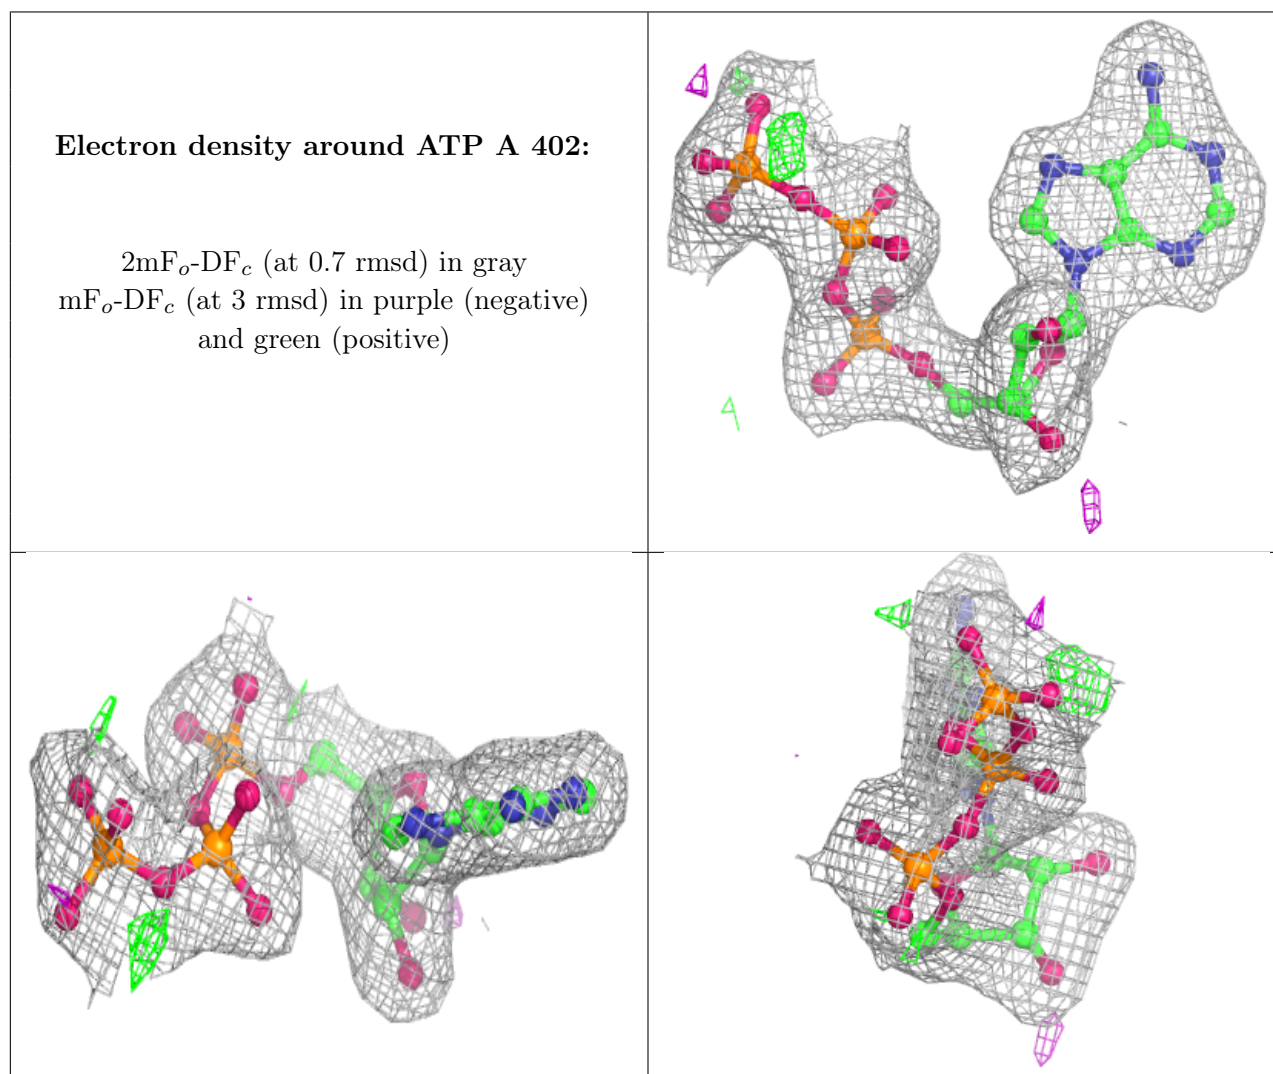 Electron density around ATP A 402:
2mFo-DFc (at 0.7 rmsd) in gray
mFo-DFc (at 3 rmsd) in purple (negative)
and green (positive)